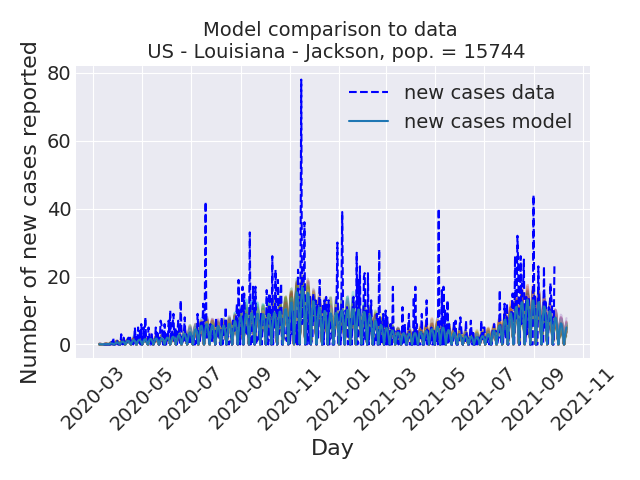 Model comparison to data
US - Louisiana - Jackson, pop. = 15744
Number of new cases reported
80
60
40
20
0
new cases data
new cases model
2020-03
2020-05
2020-07
2020-09
2020-11
2021-01
2021-03
2021-05
2021-07
2021-09
2021-11
Day